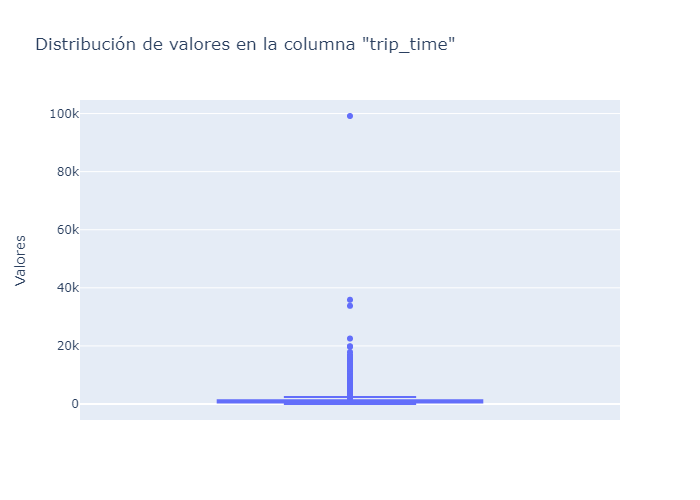 Distribución de valores en la columna "trip_time"
100k
80k
60k
40k
20k
0
Valores